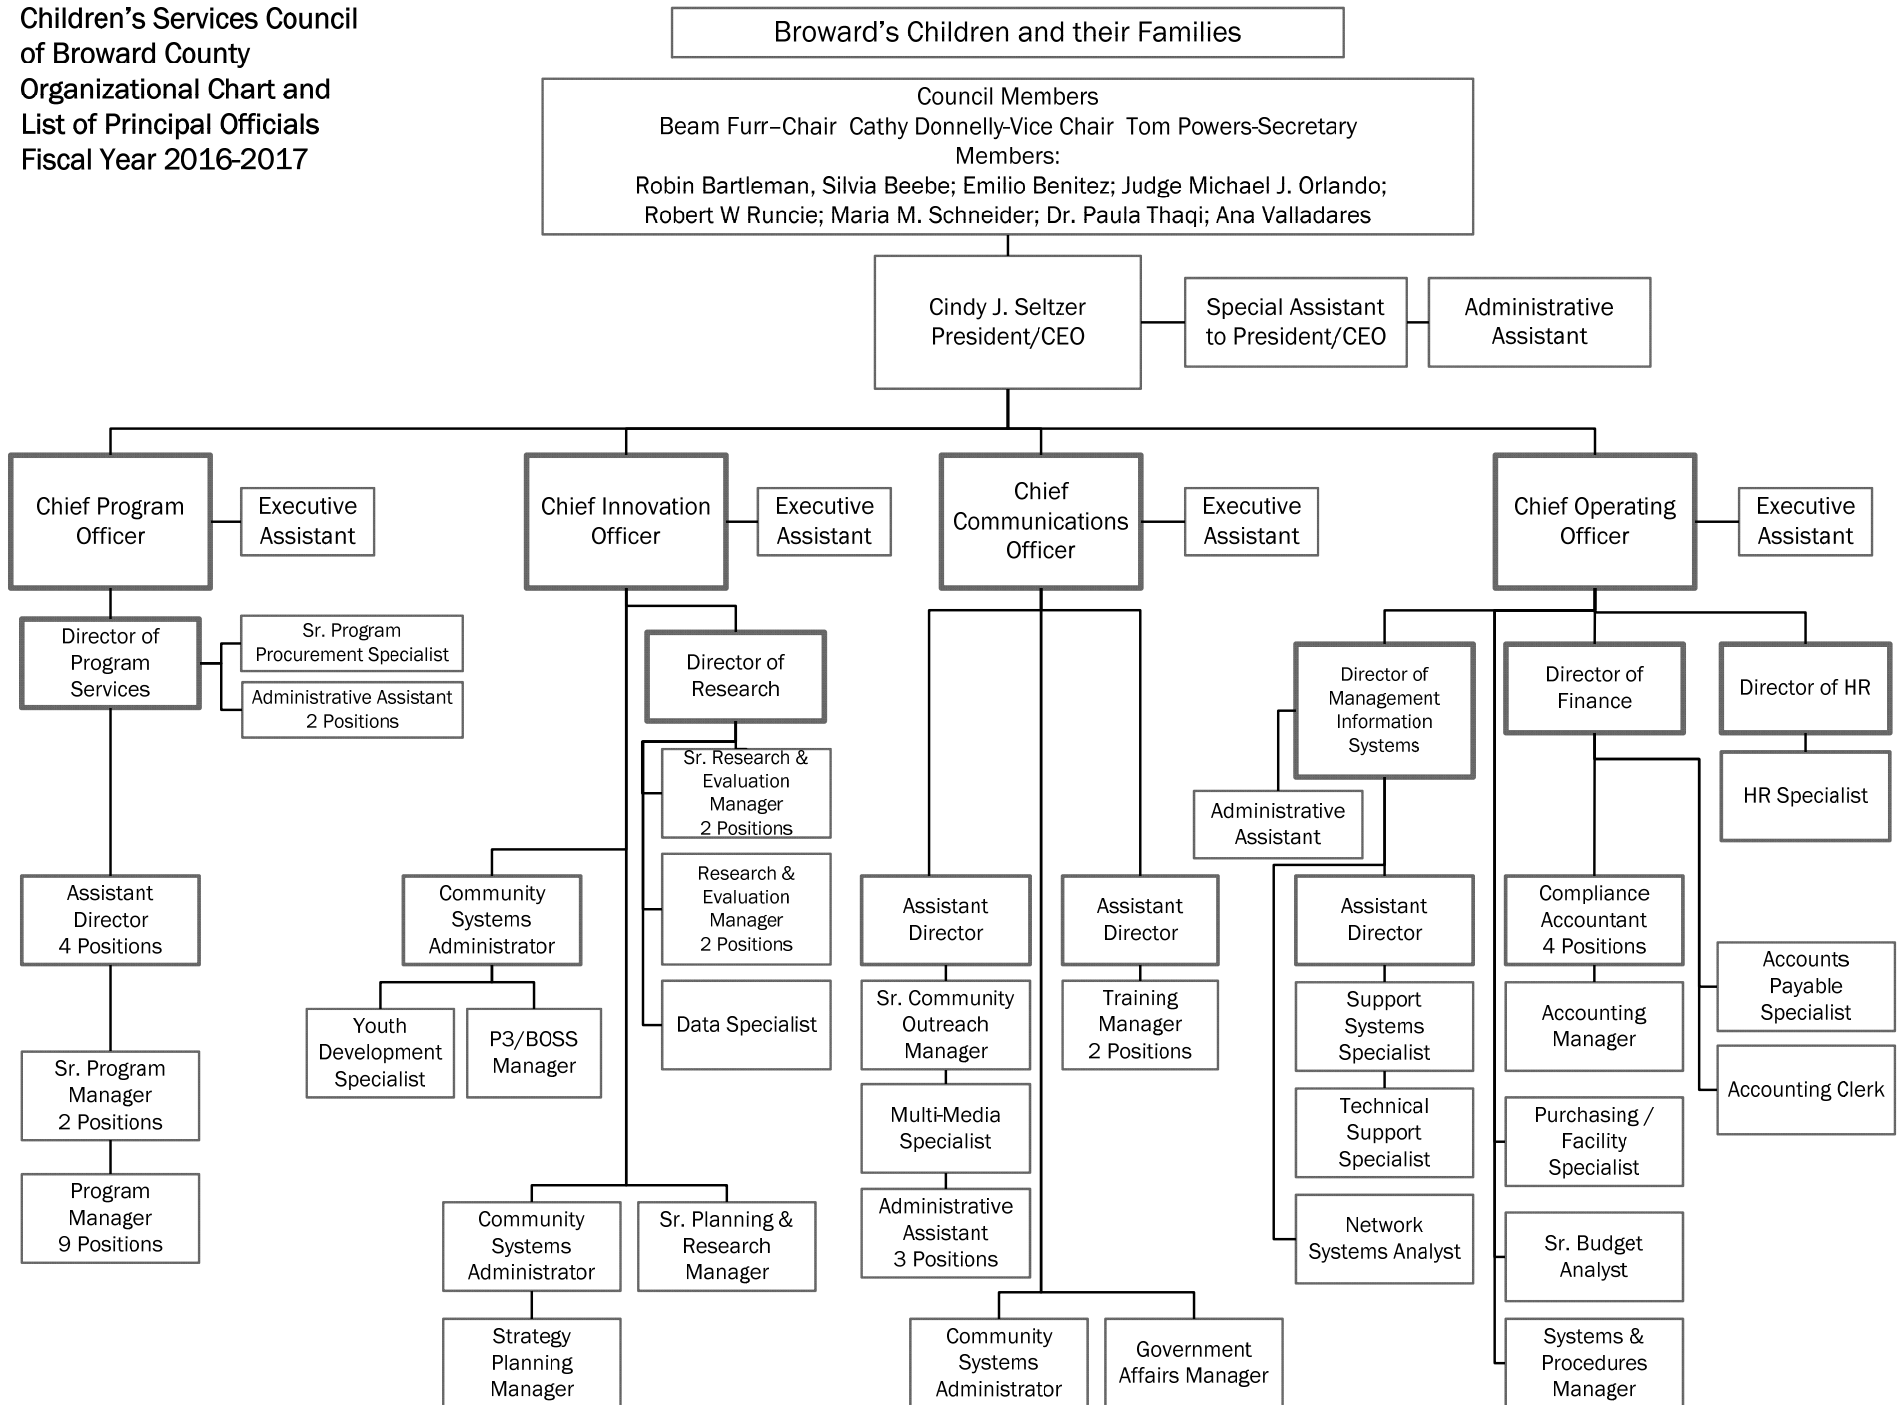 Children's Services Council
of Broward County
Organizational Chart and
List of Principal Officials
Fiscal Year 2016-2017
Broward's Children and their Families
Council Members
Beam Furr–Chair  Cathy Donnelly-Vice Chair  Tom Powers-Secretary
Members:
Robin Bartleman, Silvia Beebe; Emilio Benitez; Judge Michael J. Orlando;
Robert W Runcie; Maria M. Schneider; Dr. Paula Thaqi; Ana Valladares
Cindy J. Seltzer
President/CEO
Special Assistant
to President/CEO
Administrative
Assistant
Chief Program
Officer
Executive
Assistant
Chief Innovation
Officer
Executive
Assistant
Chief
Communications
Officer
Executive
Assistant
Chief Operating
Officer
Executive
Assistant
Director of
Program
Services
Sr. Program
Procurement Specialist
Administrative Assistant
2 Positions
Assistant
Director
4 Positions
Sr. Program
Manager
2 Positions
Program
Manager
9 Positions
Director of
Research
Sr. Research &
Evaluation
Manager
2 Positions
Research &
Evaluation
Manager
2 Positions
Data Specialist
Community
Systems
Administrator
Youth
Development
Specialist
P3/BOSS
Manager
Community
Systems
Administrator
Sr. Planning &
Research
Manager
Strategy
Planning
Manager
Assistant
Director
Sr. Community
Outreach
Manager
Multi-Media
Specialist
Administrative
Assistant
3 Positions
Assistant
Director
Training
Manager
2 Positions
Community
Systems
Administrator
Government
Affairs Manager
Director of
Management
Information
Systems
Administrative
Assistant
Assistant
Director
Support
Systems
Specialist
Technical
Support
Specialist
Network
Systems Analyst
Director of
Finance
Compliance
Accountant
4 Positions
Accounting
Manager
Purchasing /
Facility
Specialist
Sr. Budget
Analyst
Systems &
Procedures
Manager
Director of HR
HR Specialist
Accounts
Payable
Specialist
Accounting Clerk